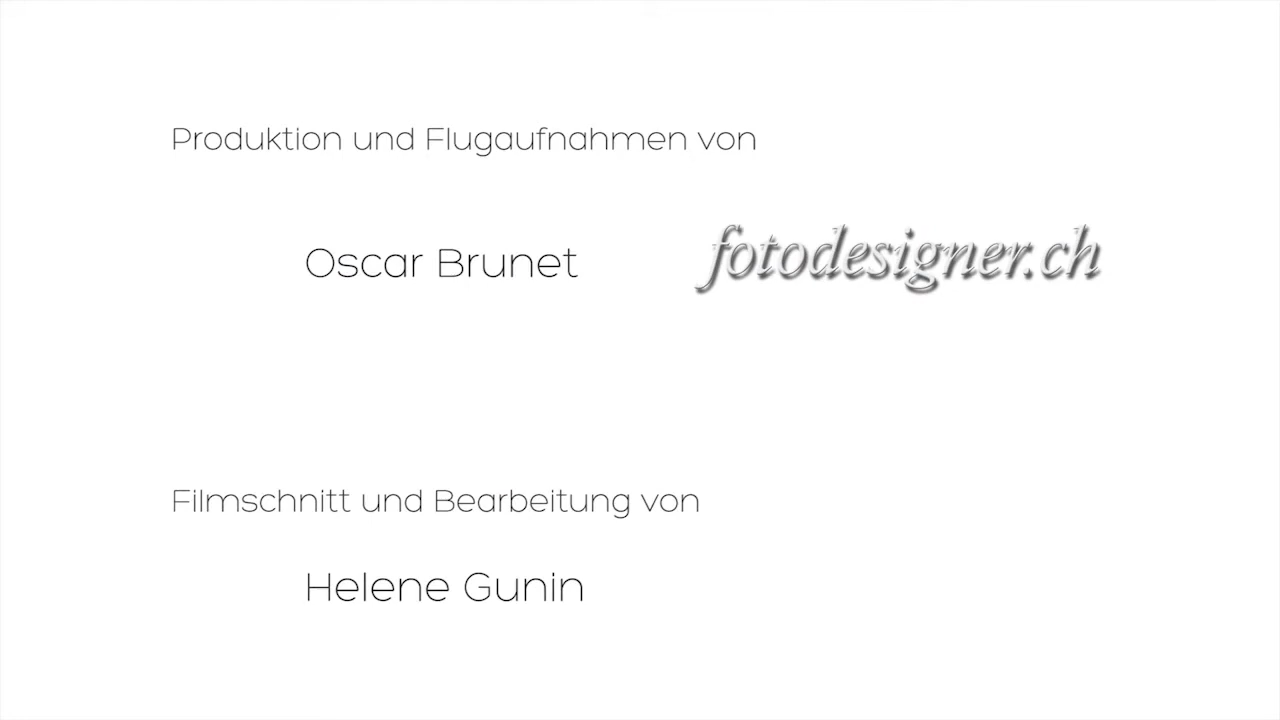 Produktion und Flugaufnahmen von
Oscar Brunet fotodesigner.ch
Filmschnitt und Bearbeitung von
Helene Gunin